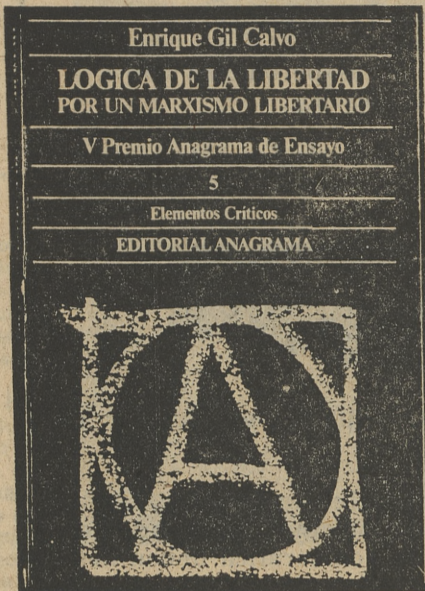 Enrique Gil Calvo
LOGICA DE LA LIBERTAD
POR UN MARXISMO LIBERTARIO
V Premio Anagrama de Ensayo
5
Elementos Críticos
EDITORIAL ANAGRAMA
A